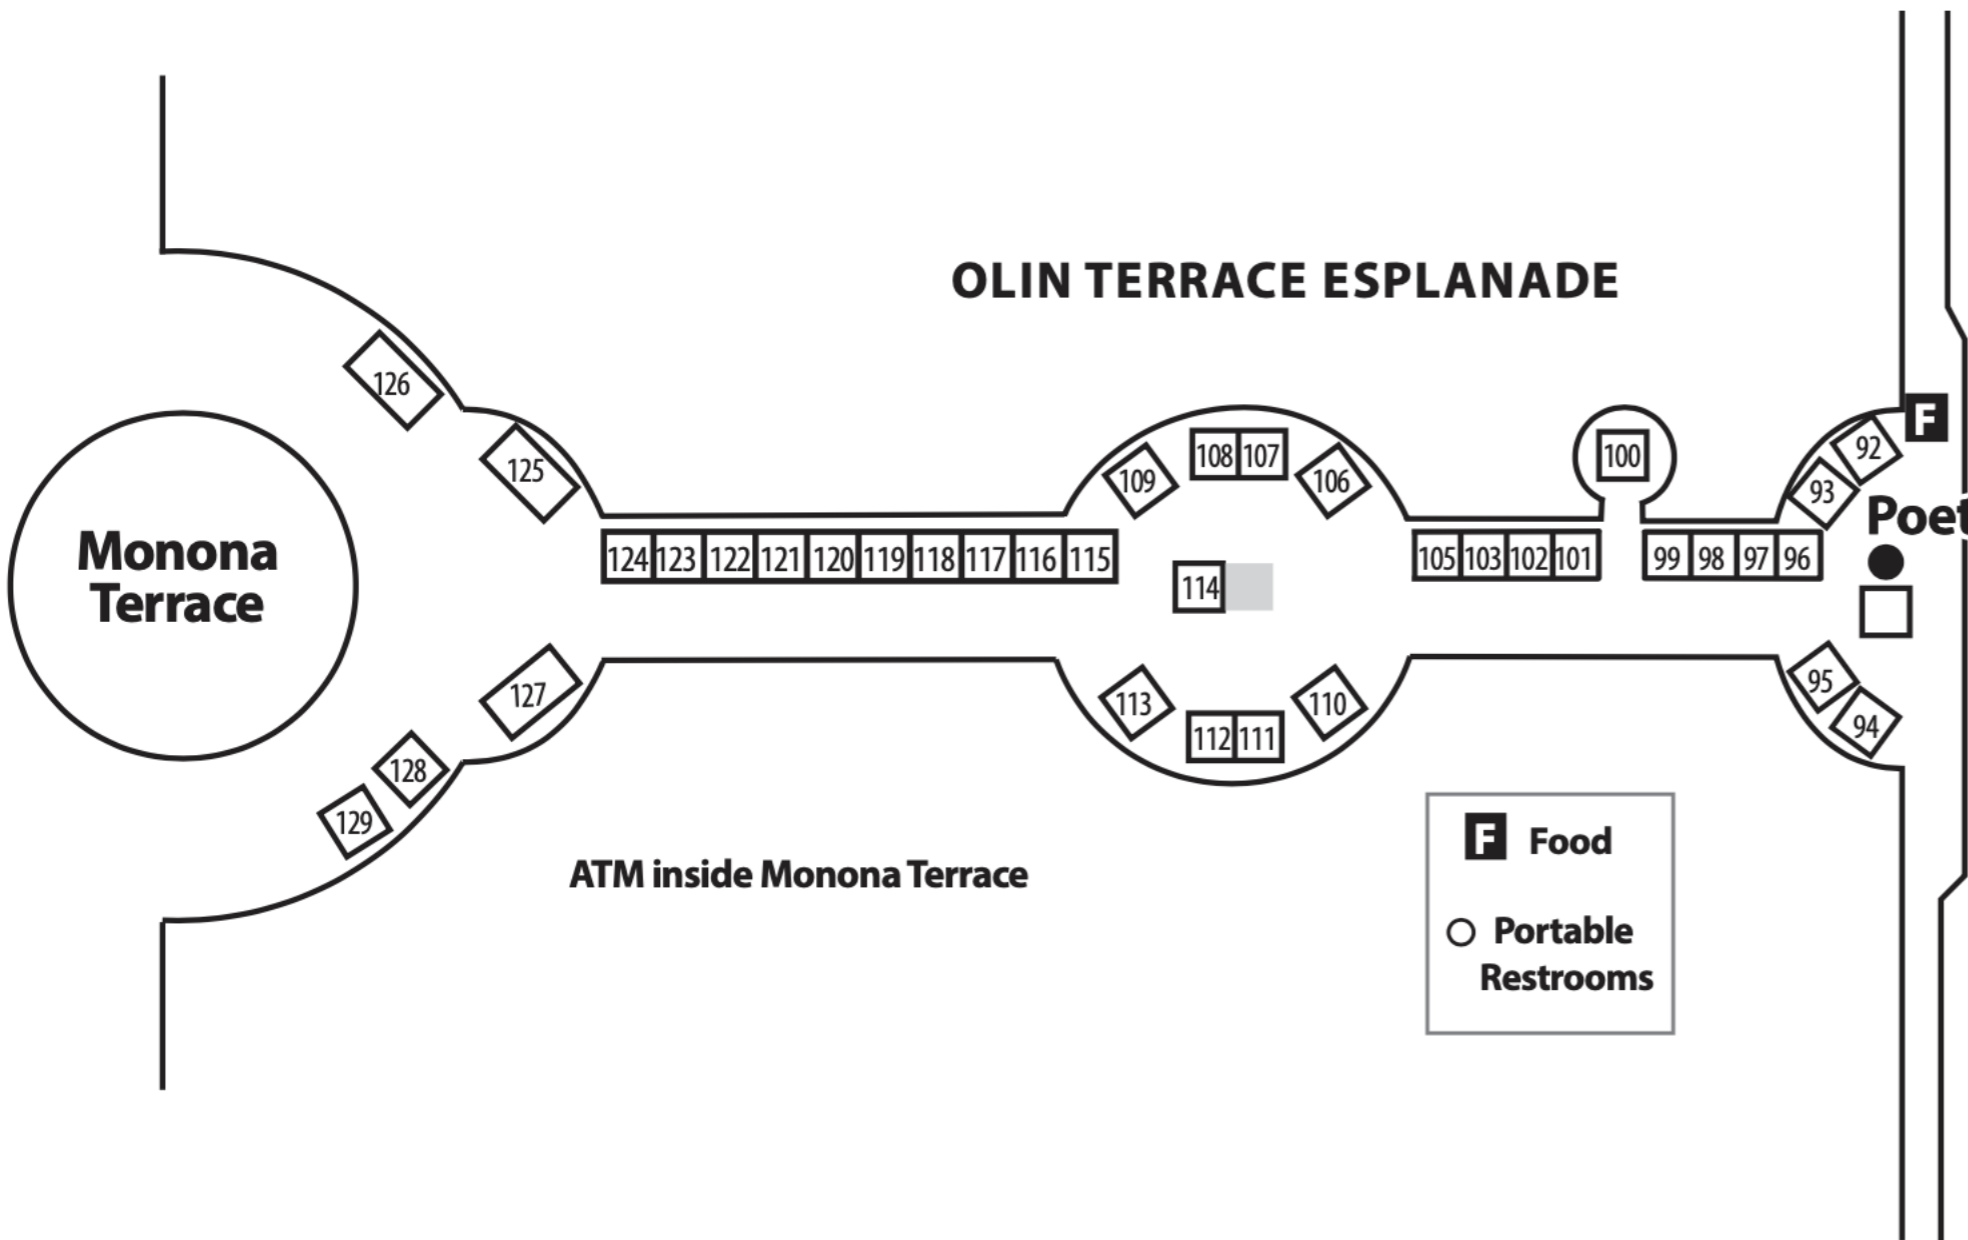 OLIN TERRACE ESPLANADE
126
125
108 107
109
106
100
92
F
93
Poet
Monona
Terrace
124 123 122 121 120 119 118 117 116 115
105 103 102 101
99 98 97 96
114
127
113
110
95
112 111
94
128
129
ATM inside Monona Terrace
F Food
Portable
Restrooms